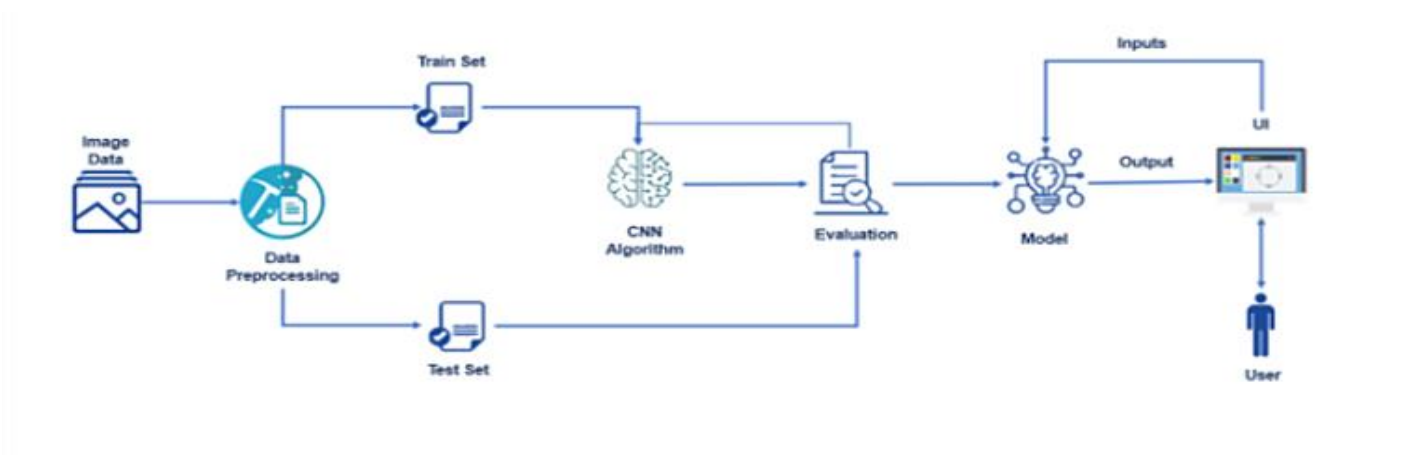 Image
Data
Data
Preprocessing
Train Set
Test Set
CNN
Algorithm
Evaluation
Model
Inputs
Output
UI
User